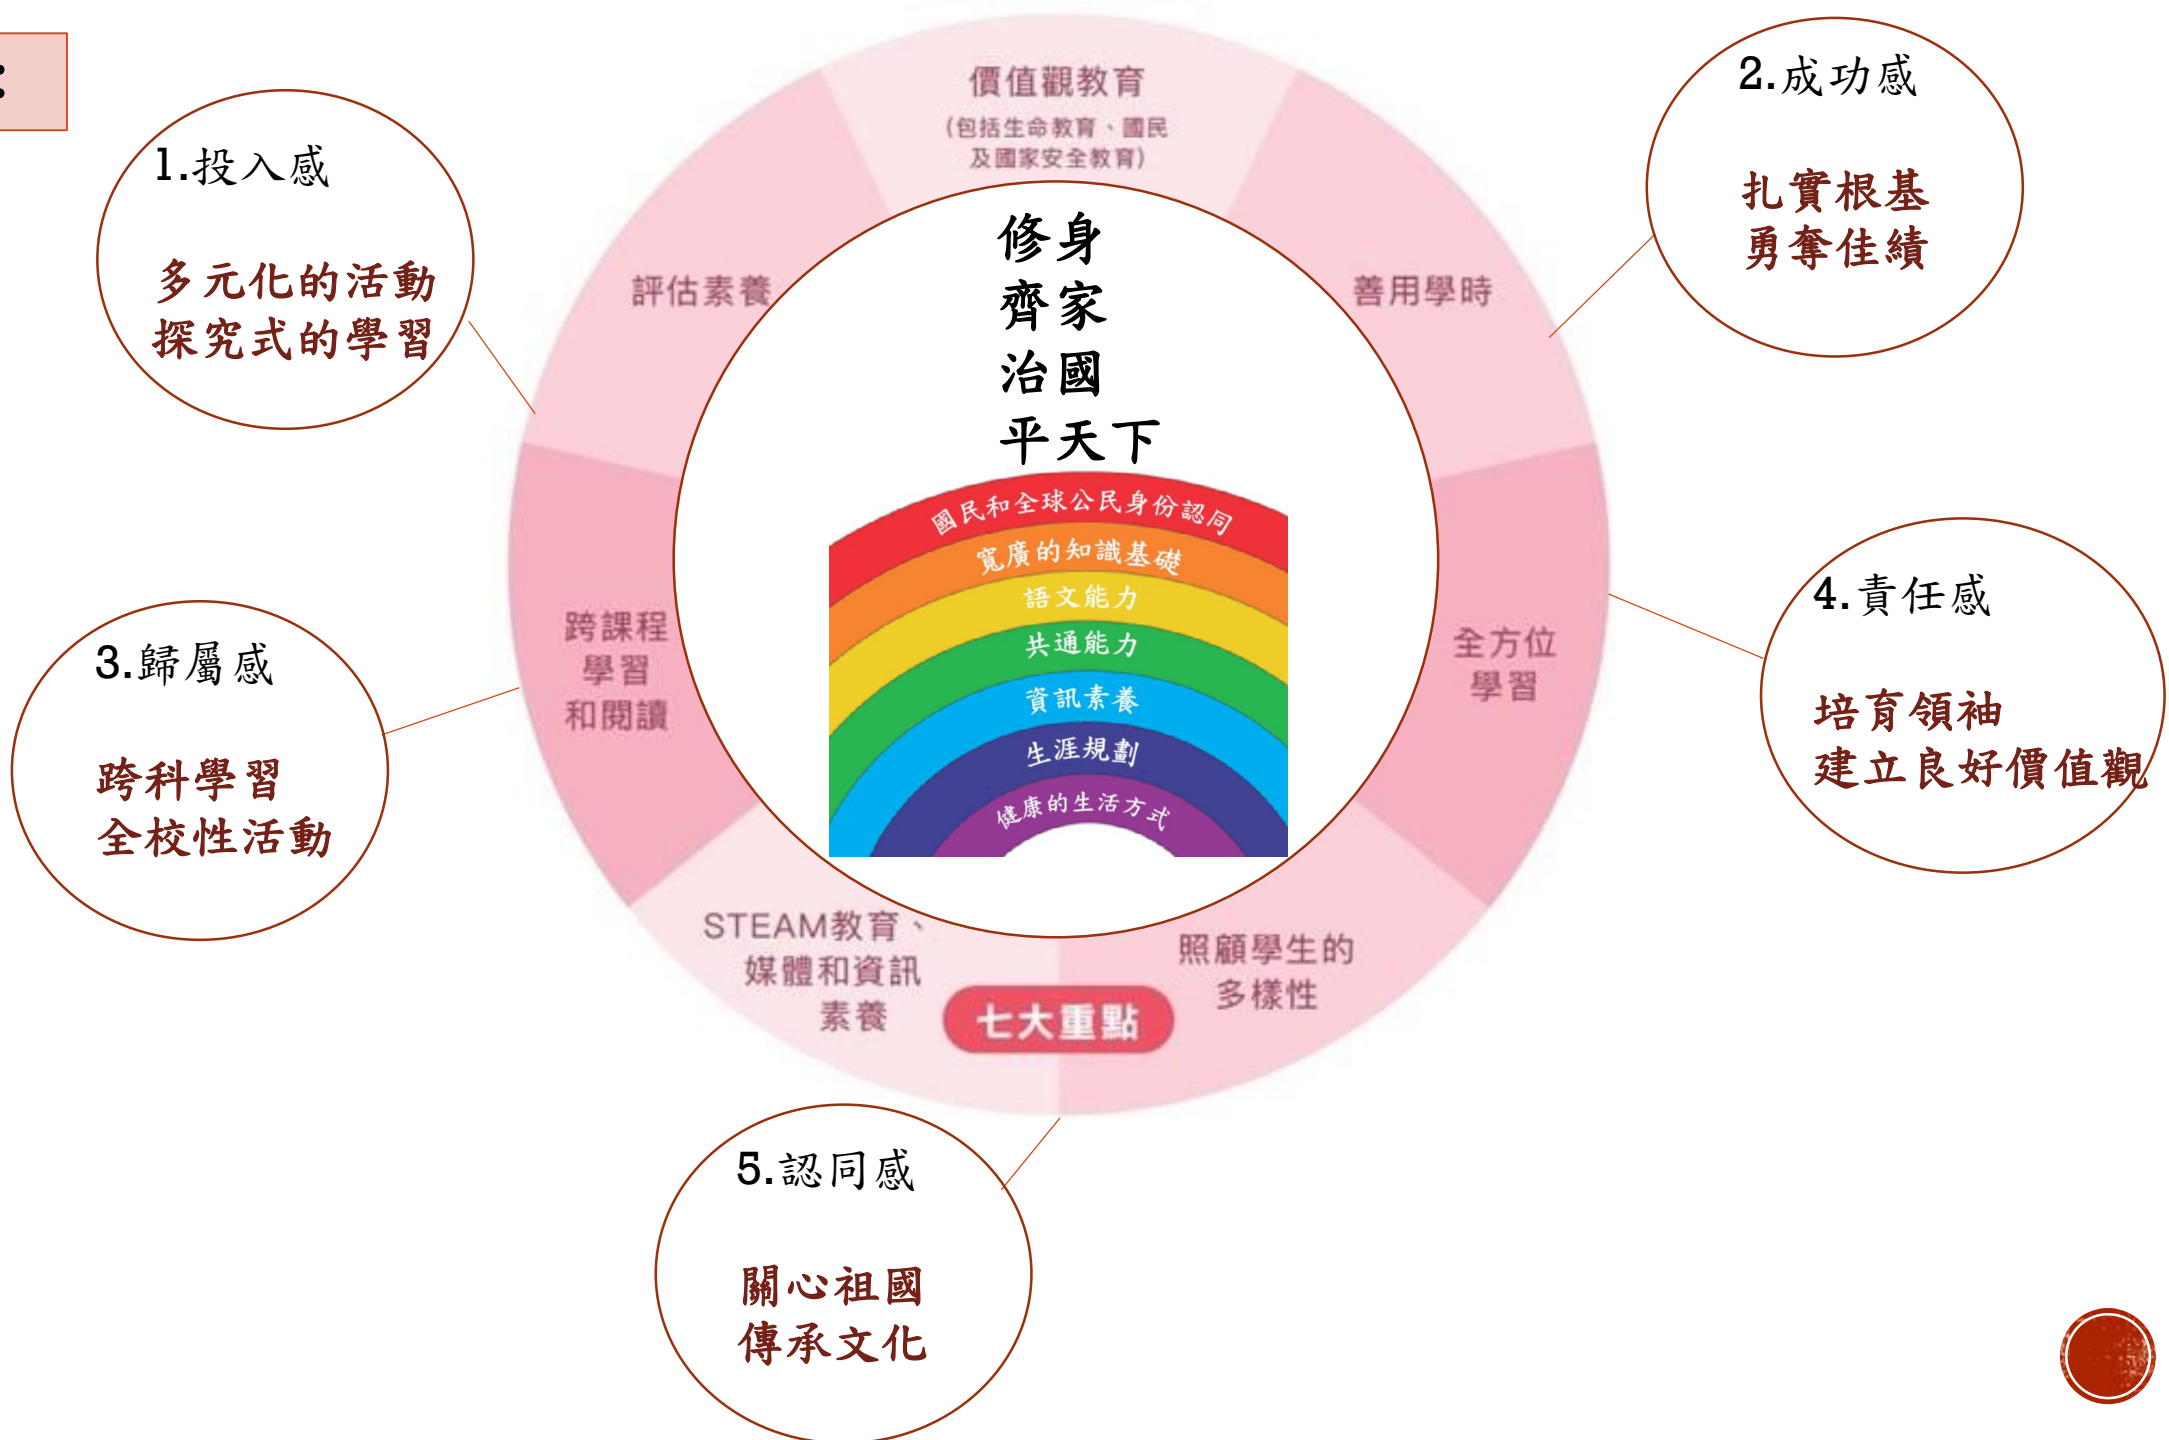 :
1.投入感
多元化的活動
探究式的學習
2.成功感
扎實根基
勇奪佳績
3.歸屬感
跨科學習
全校性活動
4.責任感
培育領袖
建立良好價值觀
5.認同感
關心祖國
傳承文化
價值觀教育
(包括生命教育、國民
及國家安全教育)
善用學時
全方位
學習
照顧學生的
多樣性
七大重點
STEAM教育、
媒體和資訊
素養
跨課程
學習
和閱讀
評估素養
修身
齊家
治國
平天下
國民和全球公民身份認同
寬廣的知識基礎
語文能力
共通能力
資訊素養
生涯規劃
健康的生活方式